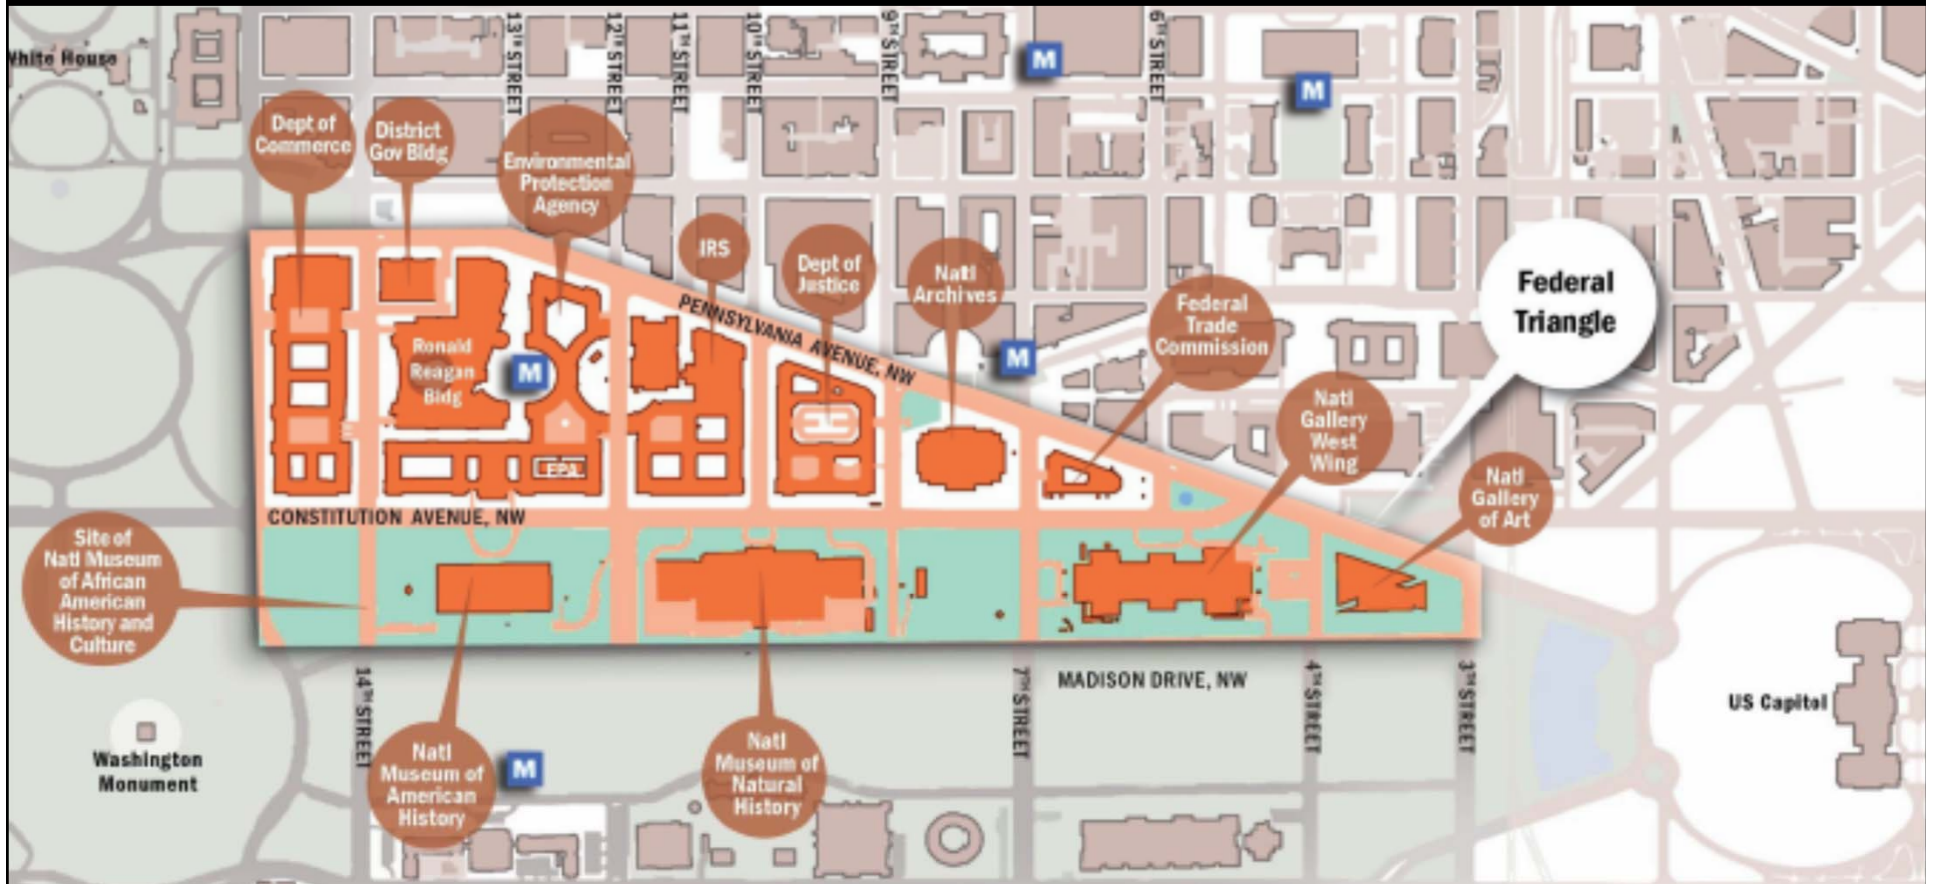 13TH STREET
12TH STREET
11TH STREET
10TH STREET
9TH STREET
6TH STREET
White House
M
M
Dept of
Commerce
District
Gov Bldg
Environmental
Protection
Agency
IRS
Dept of
Justice
Natl
Archives
Federal
Trade
Commission
Federal
Triangle
PENNSYLVANIA AVENUE, NW
Ronald
Reagan
Bldg
M
M
Natl
Gallery
West
Wing
EPA
Natl
Gallery
of Art
CONSTITUTION AVENUE, NW
Site of
Natl Museum
of African
American
History and
Culture
14TH STREET
7TH STREET
MADISON DRIVE, NW
4TH STREET
3TH STREET
US Capitol
Washington
Monument
Natl
Museum of
American
History
M
Natl
Museum of
Natural
History